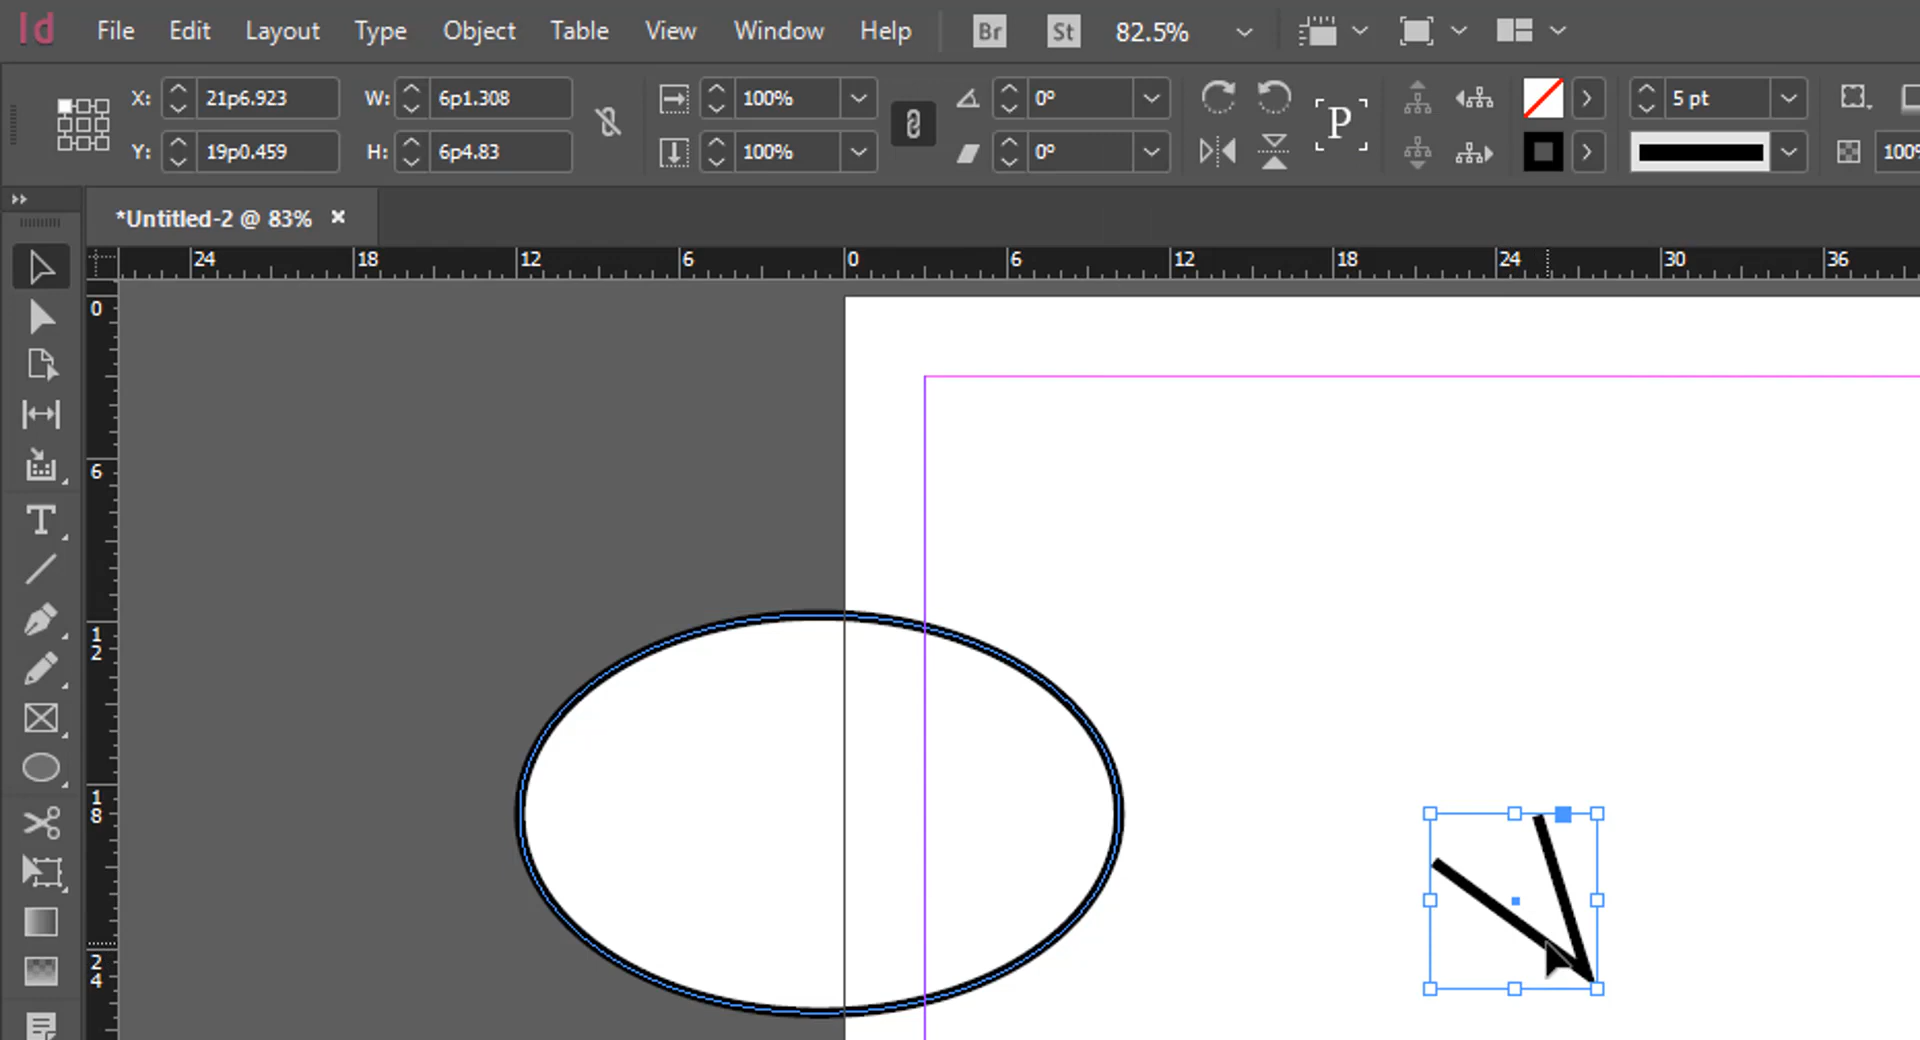 Id File Edit Layout Type Object Table View Window Help Br St 82.5%
X: 21p6.923 W: 6p1.308 100% 0° 5 pt
Y: 19p0.459 H: 6p4.83 100% 0° P 100%
*Untitled-2 @ 83% ×
24 18 12 6 0 6 12 18 24 30 36
0
6
12
18
24